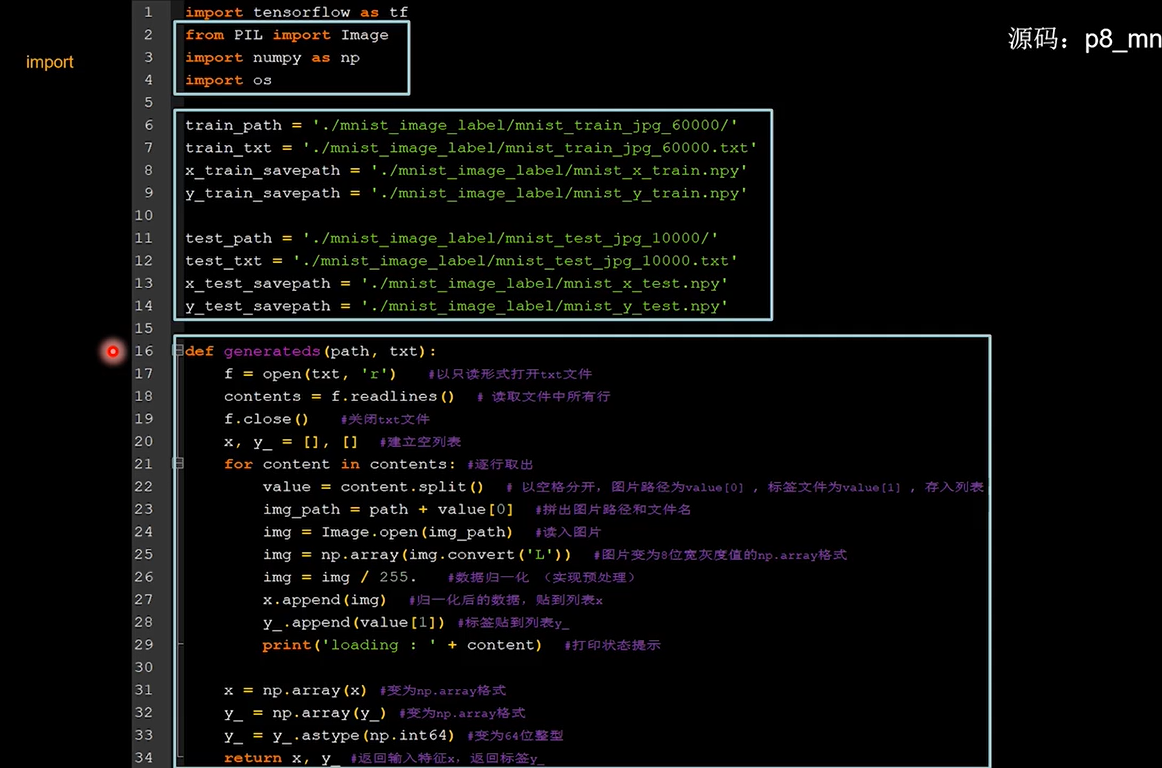 import
源码：p8_mn
1 import tensorflow as tf
2 from PIL import Image
3 import numpy as np
4 import os
5
6 train_path = './mnist_image_label/mnist_train_jpg_60000/'
7 train_txt = './mnist_image_label/mnist_train_jpg_60000.txt'
8 x_train_savepath = './mnist_image_label/mnist_x_train.npy'
9 y_train_savepath = './mnist_image_label/mnist_y_train.npy'
10
11 test_path = './mnist_image_label/mnist_test_jpg_10000/'
12 test_txt = './mnist_image_label/mnist_test_jpg_10000.txt'
13 x_test_savepath = './mnist_image_label/mnist_x_test.npy'
14 y_test_savepath = './mnist_image_label/mnist_y_test.npy'
15
16 def generateds(path, txt):
17 f = open(txt, 'r') #以只读形式打开txt文件
18 contents = f.readlines() # 读取文件中所有行
19 f.close() #关闭txt文件
20 x, y_ = [], [] #建立空列表
21 for content in contents: #逐行取出
22 value = content.split() # 以空格分开，图片路径为value[0] , 标签文件为value[1] , 存入列表
23 img_path = path + value[0] #拼出图片路径和文件名
24 img = Image.open(img_path) #读入图片
25 img = np.array(img.convert('L')) #图片变为8位宽灰度值的np.array格式
26 img = img / 255. #数据归一化 （实现预处理）
27 x.append(img) #归一化后的数据，贴到列表x
28 y_.append(value[1]) #标签贴到列表y_
29 print('loading : ' + content) #打印状态提示
30
31 x = np.array(x) #变为np.array格式
32 y_ = np.array(y_) #变为np.array格式
33 y_ = y_.astype(np.int64) #变为64位整型
34 return x, y_ #返回输入特征x，返回标签y_